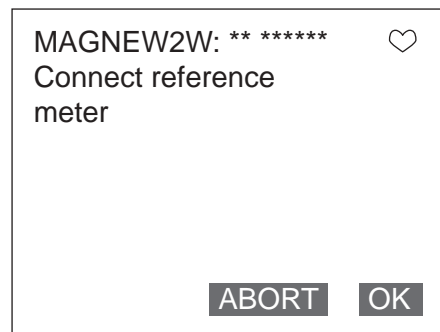 MAGNEW2W: ** ******
Connect reference
meter
ABORT OK